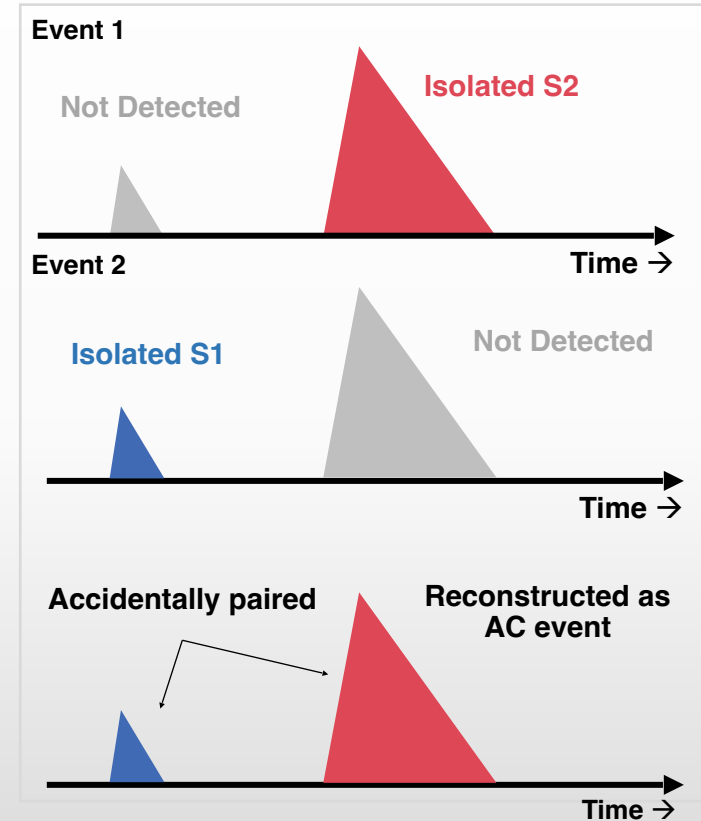 Event 1
Isolated S2
Not Detected
Time →
Event 2
Not Detected
Isolated S1
Time →
Accidentally paired
Reconstructed as
AC event
Time →